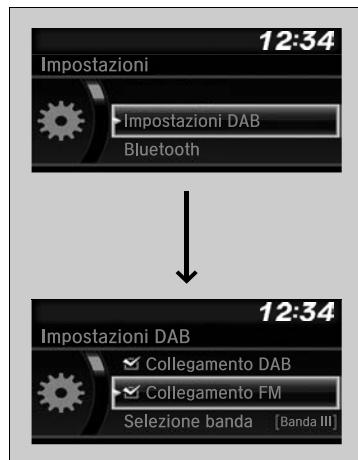 12:34
Impostazioni
Impostazioni DAB
Bluetooth
12:34
Impostazioni DAB
Collegamento DAB
Collegamento FM
Selezione banda [Banda III]